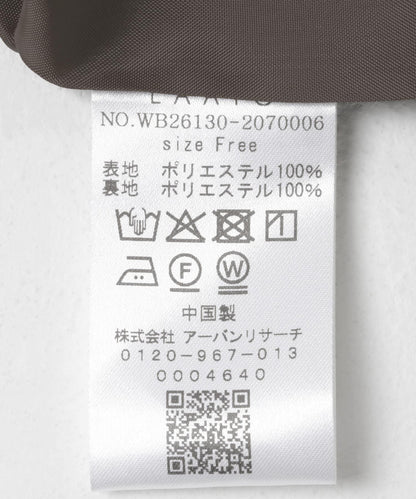 NO.WB26130-2070006
size Free
表地 ポリエステル100%
裏地 ポリエステル100%
F W
中国製
株式会社 アーバンリサーチ
0120-967-013
0004640